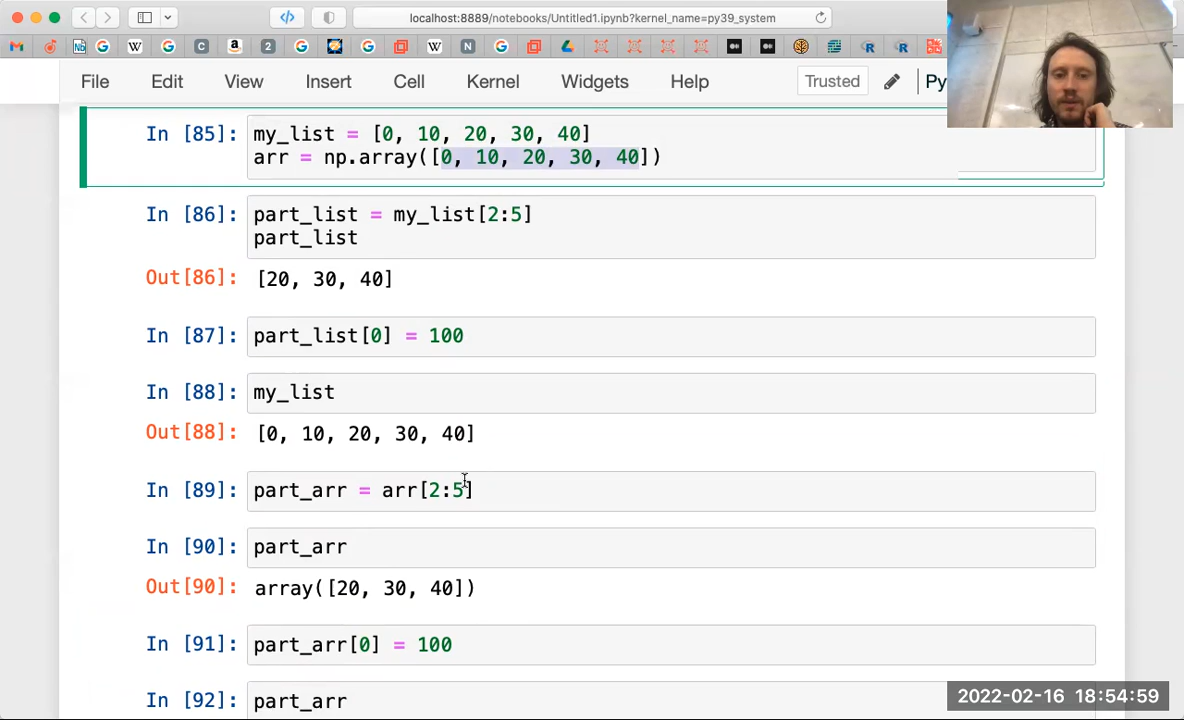 localhost:8889/notebooks/Untitled1.ipynb?kernel_name=py39_system
File Edit View Insert Cell Kernel Widgets Help Trusted Py
In [85]: my_list = [0, 10, 20, 30, 40]
arr = np.array([0, 10, 20, 30, 40])
In [86]: part_list = my_list[2:5]
part_list
Out[86]: [20, 30, 40]
In [87]: part_list[0] = 100
In [88]: my_list
Out[88]: [0, 10, 20, 30, 40]
In [89]: part_arr = arr[2:5]
In [90]: part_arr
Out[90]: array([20, 30, 40])
In [91]: part_arr[0] = 100
In [92]: part_arr
2022-02-16 18:54:59